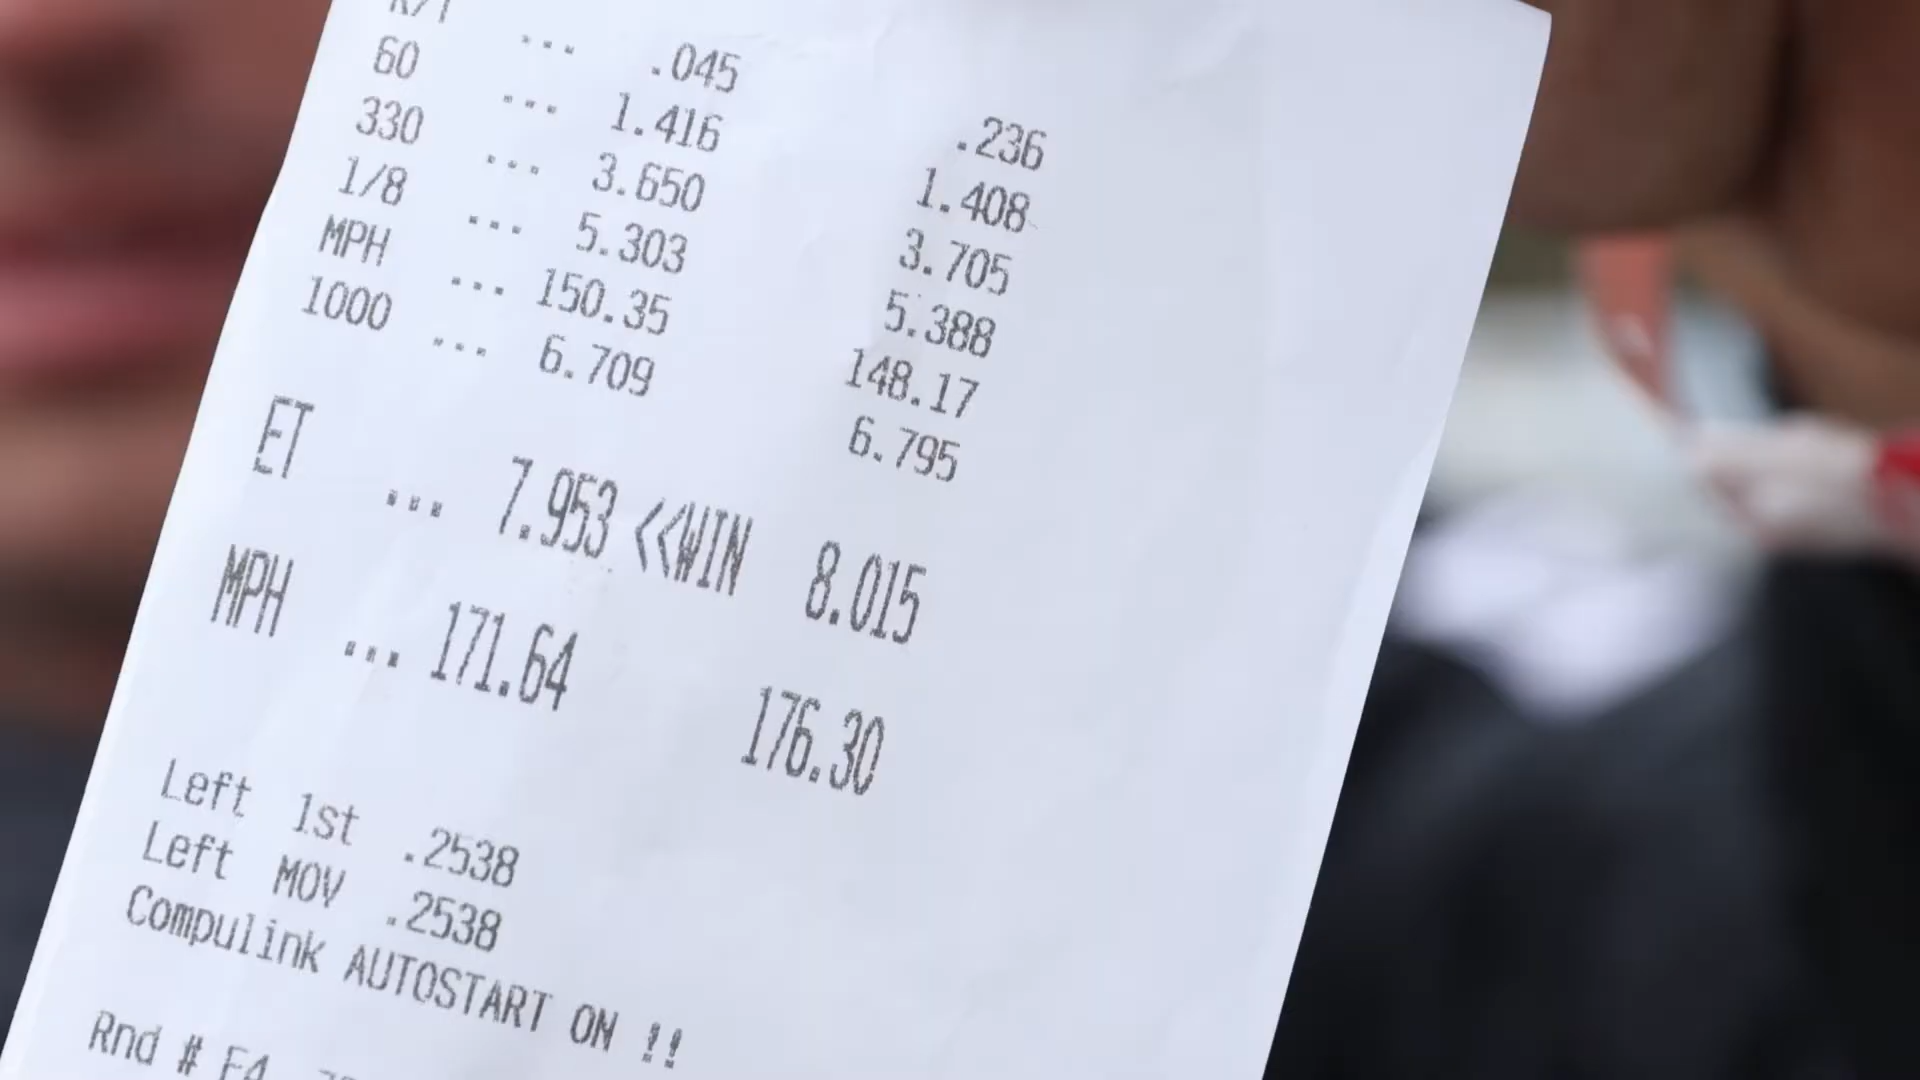 R/T ... .045 .236
60 ... 1.416 1.408
330 ... 3.650 3.705
1/8 ... 5.303 5.388
MPH ... 150.35 148.17
1000 ... 6.709 6.795
ET ... 7.953 <<WIN 8.015
MPH ... 171.64 176.30
Left 1st .2538
Left MOV .2538
Compulink AUTOSTART ON !!
Rnd # E4